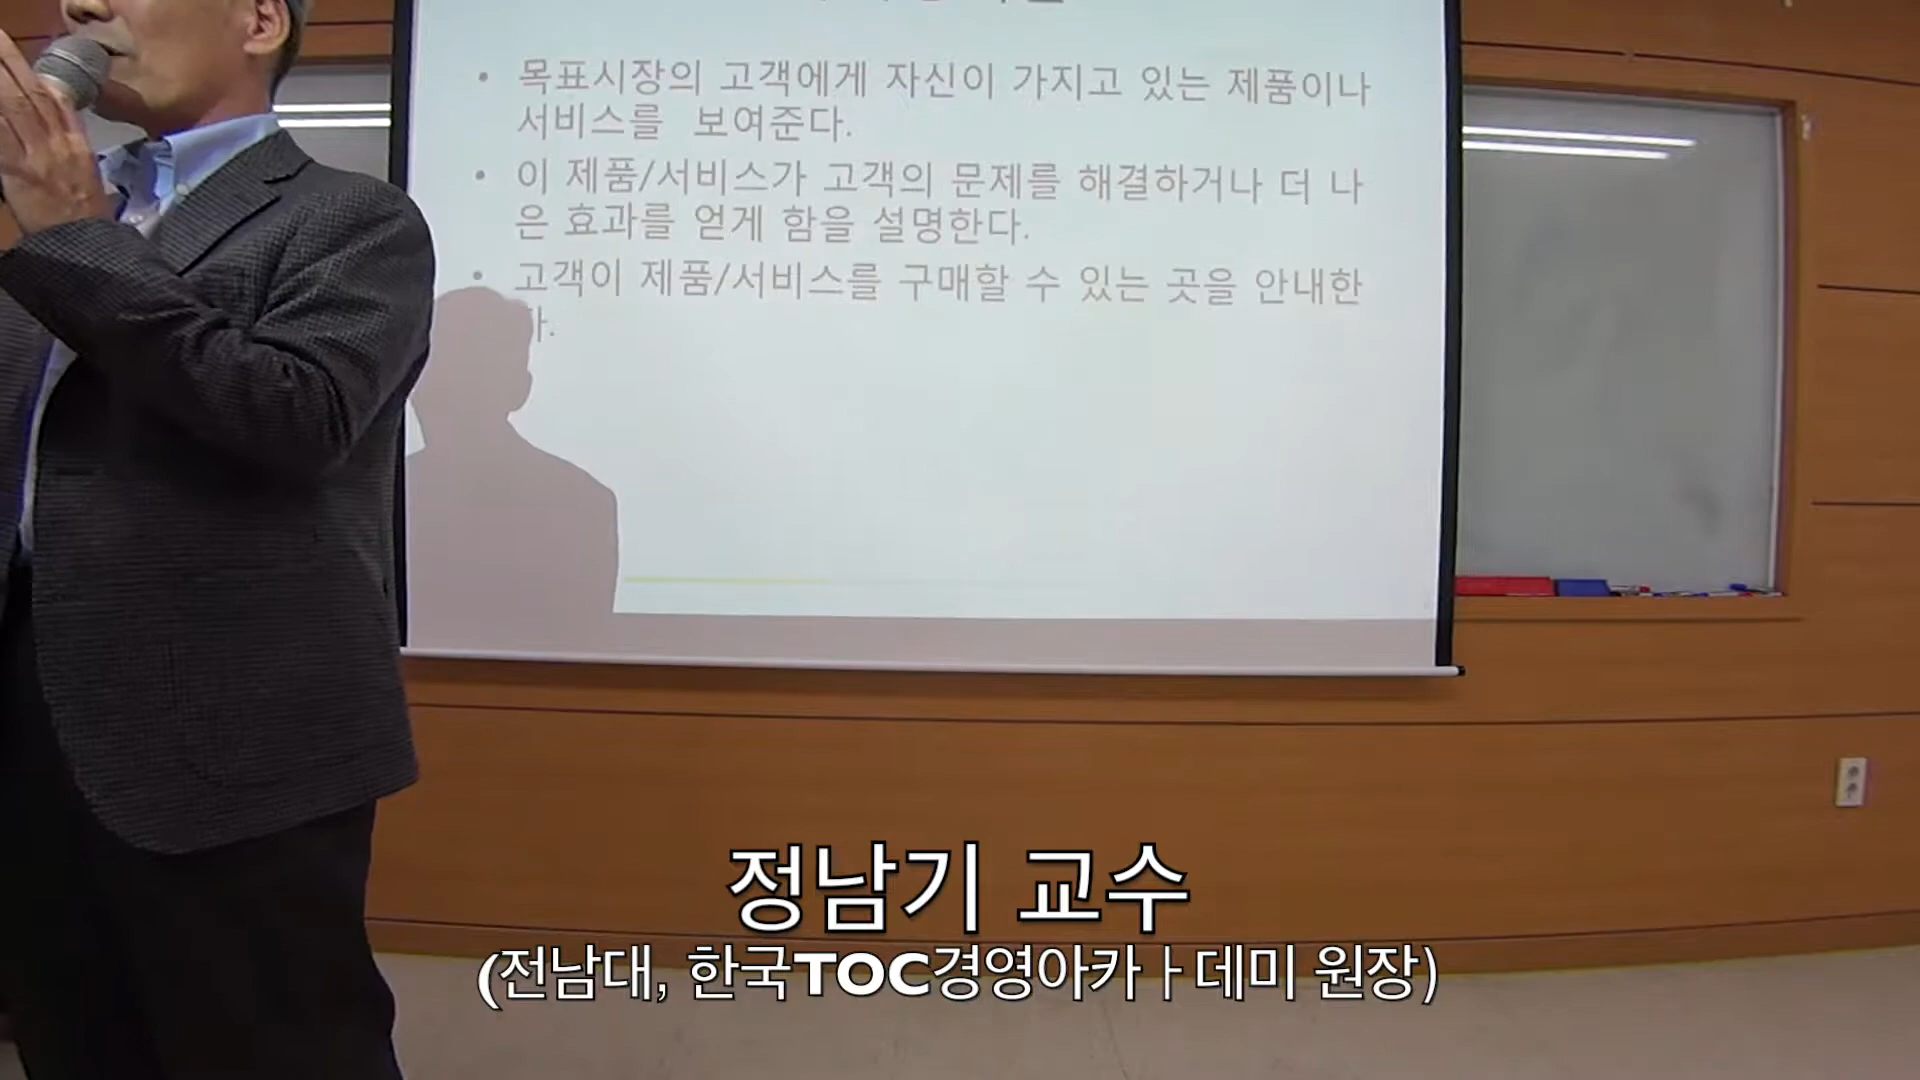 • 목표시장의 고객에게 자신이 가지고 있는 제품이나
서비스를 보여준다.
• 이 제품/서비스가 고객의 문제를 해결하거나 더 나
은 효과를 얻게 함을 설명한다.
• 고객이 제품/서비스를 구매할 수 있는 곳을 안내한
다.
정남기 교수
(전남대, 한국TOC경영아카ㅏ데미 원장)